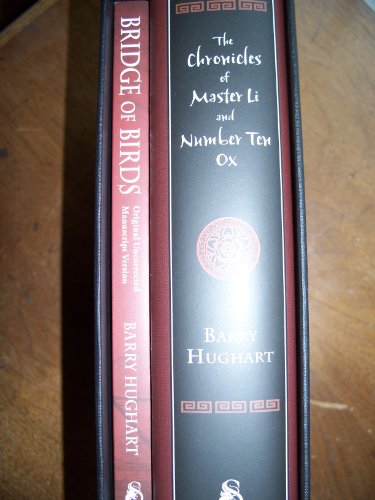 BRIDGE OF BIRDS
Original Uncorrected
Manuscript Version
BARRY HUGHART
The
Chronicles
of
Master Li
and
Number Ten
Ox
BARRY
HUGHART